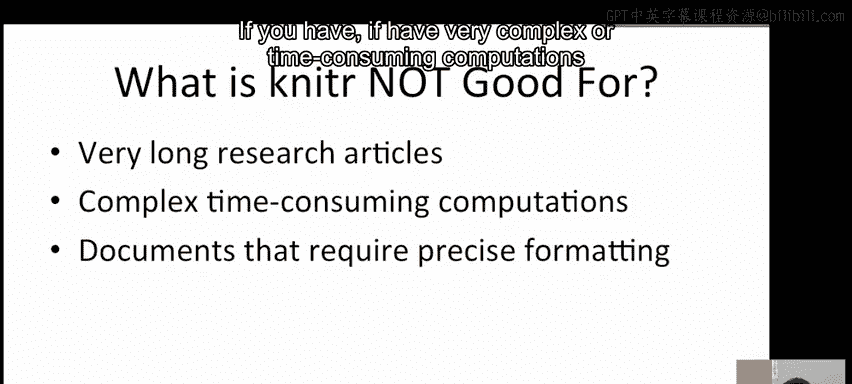 GPT中英字幕课程资源@bilibili.com
If you have, if have very complex or
time-consuming computations
What is knitr NOT Good For?
• Very long research articles
• Complex time-consuming computations
• Documents that require precise formatting